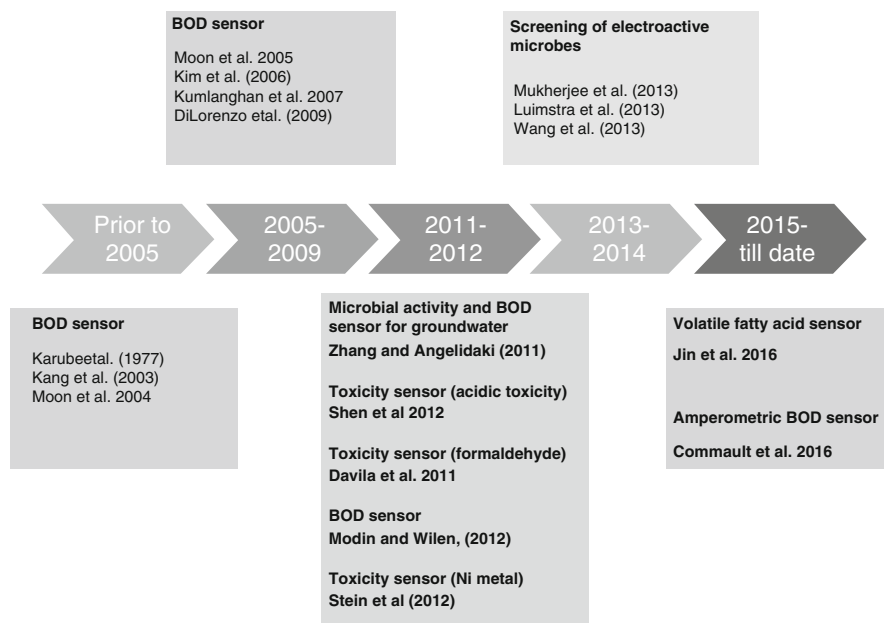 BOD sensor
Moon et al. 2005
Kim et al. (2006)
Kumlanghan et al. 2007
DiLorenzo etal. (2009)
Screening of electroactive
microbes
Mukherjee et al. (2013)
Luimstra et al. (2013)
Wang et al. (2013)
Prior to
2005
2005-
2009
2011-
2012
2013-
2014
2015-
till date
BOD sensor
Karubeetal. (1977)
Kang et al. (2003)
Moon et al. 2004
Microbial activity and BOD
sensor for groundwater
Zhang and Angelidaki (2011)
Toxicity sensor (acidic toxicity)
Shen et al 2012
Toxicity sensor (formaldehyde)
Davila et al. 2011
BOD sensor
Modin and Wilen, (2012)
Toxicity sensor (Ni metal)
Stein et al (2012)
Volatile fatty acid sensor
Jin et al. 2016
Amperometric BOD sensor
Commault et al. 2016